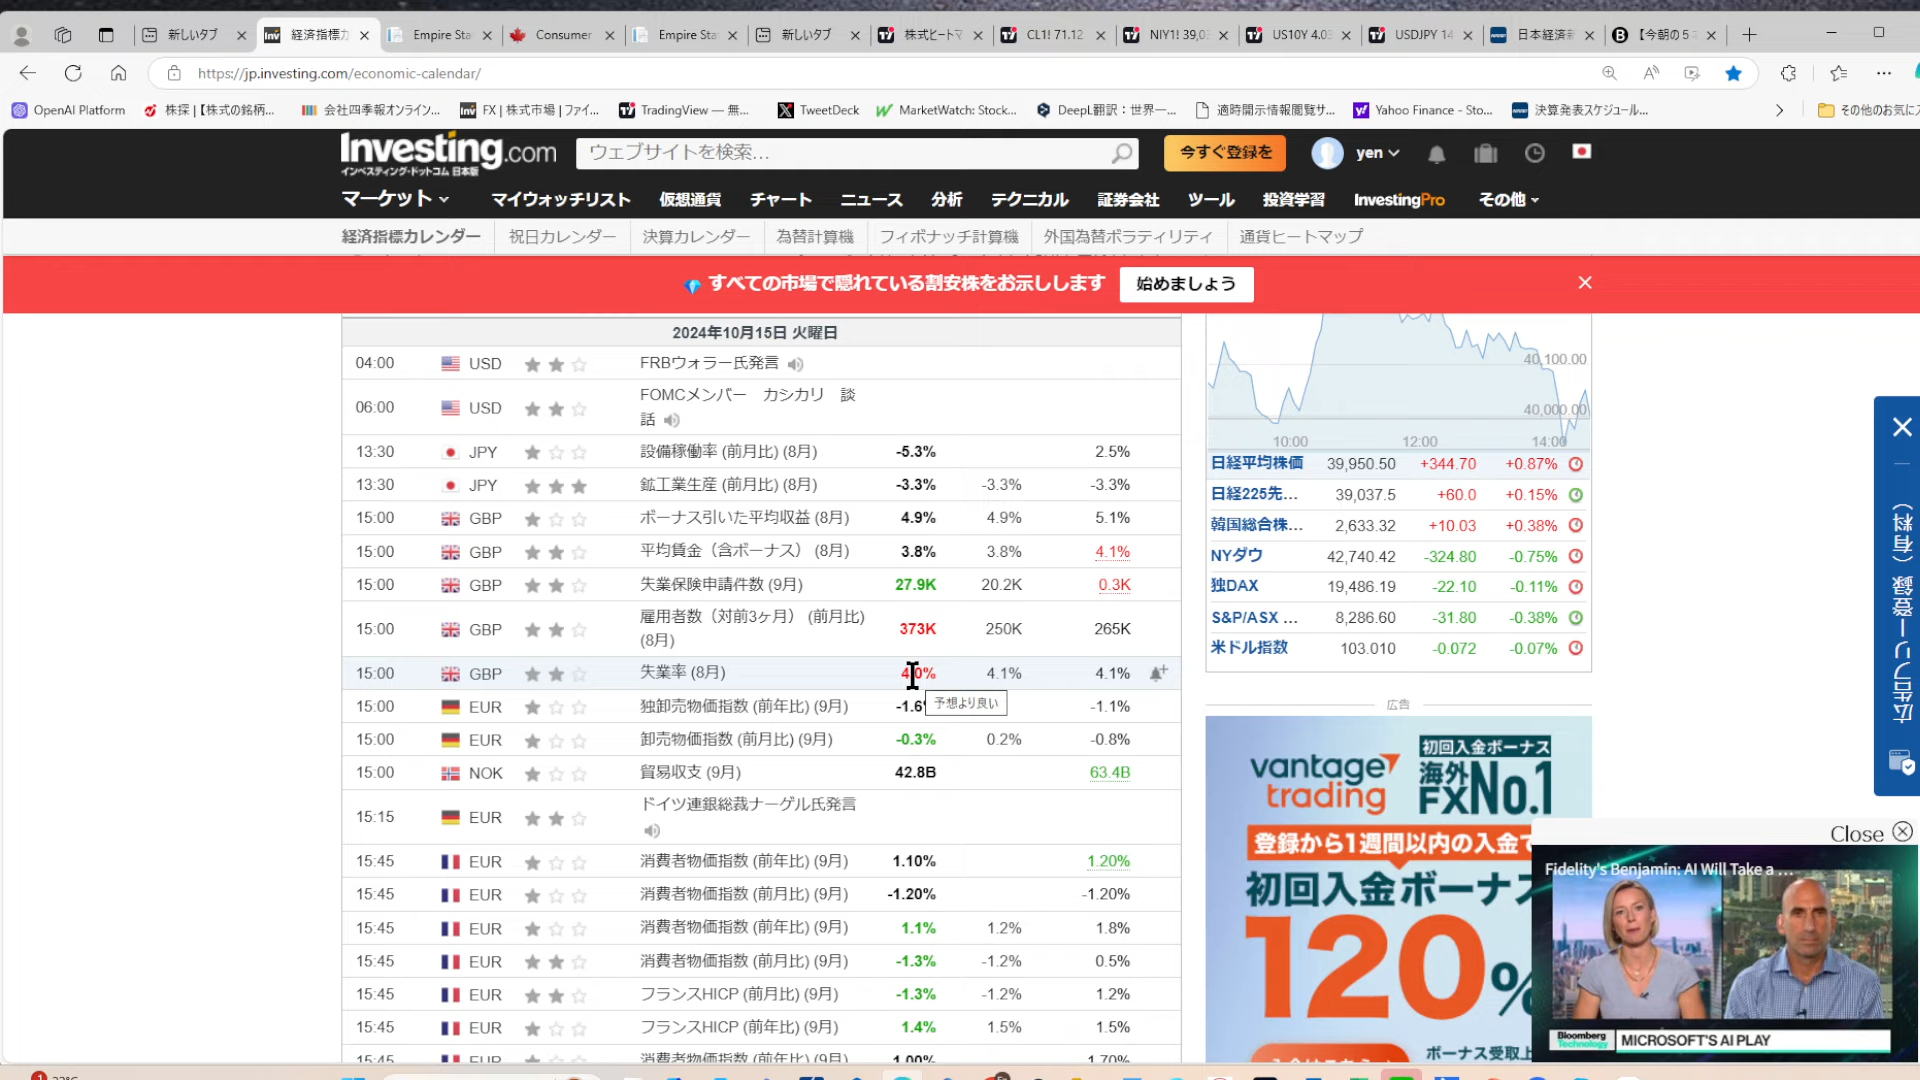 新しいタブ
経済指標カ
Empire Sta
Consumer
Empire Sta
新しいタブ
株式ヒートマ
CL1! 71.12
NIY1! 39,03
US10Y 4.03
USDJPY 14
日本経済新
【今朝の5
https://jp.investing.com/economic-calendar/
OpenAI Platform
株探 |【株式の銘柄...
会社四季報オンライン...
FX | 株式市場 | ファイ...
TradingView — 無...
TweetDeck
MarketWatch: Stock...
DeepL翻訳：世界一...
適時開示情報閲覧サ...
Yahoo Finance - Sto...
決算発表スケジュール...
その他のお気に
Investing.com
インベスティング・ドットコム 日本版
ウェブサイトを検索...
今すぐ登録を
yen
マーケット
マイウォッチリスト
仮想通貨
チャート
ニュース
分析
テクニカル
証券会社
ツール
投資学習
InvestingPro
その他
経済指標カレンダー
祝日カレンダー
決算カレンダー
為替計算機
フィボナッチ計算機
外国為替ボラティリティ
通貨ヒートマップ
すべての市場で隠れている割安株をお示しします
始めましょう
2024年10月15日 火曜日
04:00 USD FRBウォラー氏発言
06:00 USD FOMCメンバー カシカリ 談
話
13:30 JPY 設備稼働率 (前月比) (8月) -5.3% 2.5%
13:30 JPY 鉱工業生産 (前月比) (8月) -3.3% -3.3% -3.3%
15:00 GBP ボーナス引いた平均収益 (8月) 4.9% 4.9% 5.1%
15:00 GBP 平均賃金（含ボーナス） (8月) 3.8% 3.8% 4.1%
15:00 GBP 失業保険申請件数 (9月) 27.9K 20.2K 0.3K
15:00 GBP 雇用者数（対前3ヶ月） (前月比)
(8月) 373K 250K 265K
15:00 GBP 失業率 (8月) 4.0% 4.1% 4.1%
予想より良い
15:00 EUR 独卸売物価指数 (前年比) (9月) -1.6 -1.1%
15:00 EUR 卸売物価指数 (前月比) (9月) -0.3% 0.2% -0.8%
15:00 NOK 貿易収支 (9月) 42.8B 63.4B
15:15 EUR ドイツ連銀総裁ナーゲル氏発言
15:45 EUR 消費者物価指数 (前年比) (9月) 1.10% 1.20%
15:45 EUR 消費者物価指数 (前月比) (9月) -1.20% -1.20%
15:45 EUR 消費者物価指数 (前年比) (9月) 1.1% 1.2% 1.8%
15:45 EUR 消費者物価指数 (前月比) (9月) -1.3% -1.2% 0.5%
15:45 EUR フランスHICP (前月比) (9月) -1.3% -1.2% 1.2%
15:45 EUR フランスHICP (前年比) (9月) 1.4% 1.5% 1.5%
15:45 EUR 消費者物価指数 (前年比) (9月) 1.00% 1.70%
40,100.00
40,000.00
10:00 12:00 14:00
日経平均株価 39,950.50 +344.70 +0.87%
日経225先... 39,037.5 +60.0 +0.15%
韓国総合株... 2,633.32 +10.03 +0.38%
NYダウ 42,740.42 -324.80 -0.75%
独DAX 19,486.19 -22.10 -0.11%
S&P/ASX ... 8,286.60 -31.80 -0.38%
米ドル指数 103.010 -0.072 -0.07%
広告
vantage
trading
初回入金ボーナス
海外
FX No.1
登録から1週間以内の入金で
初回入金ボーナス
120%
ボーナス受取上
広告フリー登録（有料）
Close
Fidelity's Benjamin: AI Will Take a ...
Bloomberg
Technology
MICROSOFT'S AI PLAY